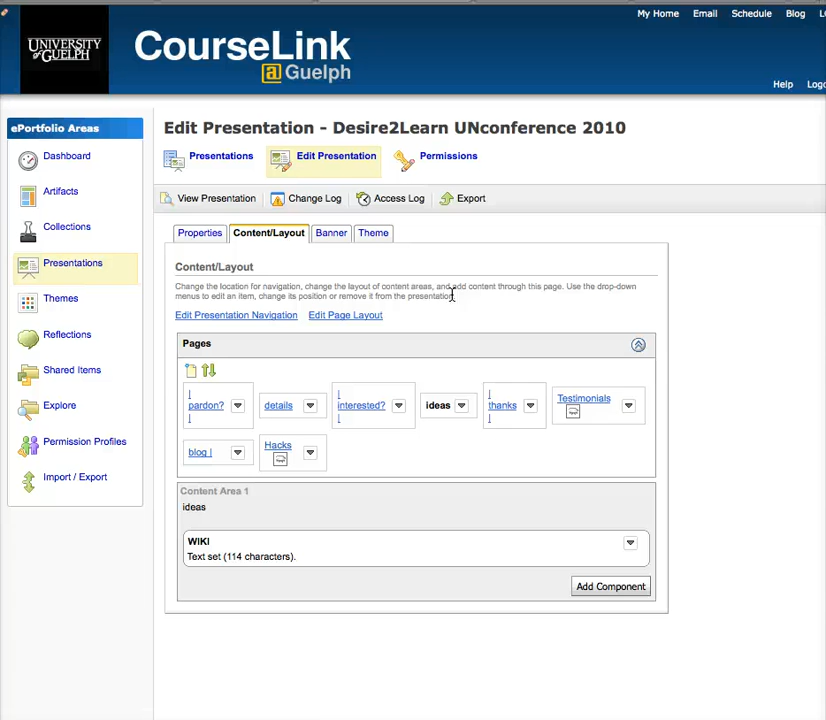 My Home Email Schedule Blog
UNIVERSITY
of GUELPH
CourseLink
@Guelph
Help Logo
ePortfolio Areas
Dashboard
Artifacts
Collections
Presentations
Themes
Reflections
Shared Items
Explore
Permission Profiles
Import / Export
Edit Presentation - Desire2Learn UNconference 2010
Presentations Edit Presentation Permissions
View Presentation Change Log Access Log Export
Properties Content/Layout Banner Theme
Content/Layout
Change the location for navigation, change the layout of content areas, and add content through this page. Use the drop-down
menus to edit an item, change its position or remove it from the presentation.
Edit Presentation Navigation Edit Page Layout
Pages
| pardon? | details | interested? | ideas | thanks | Testimonials
blog | Hacks
Content Area 1
ideas
WIKI
Text set (114 characters).
Add Component